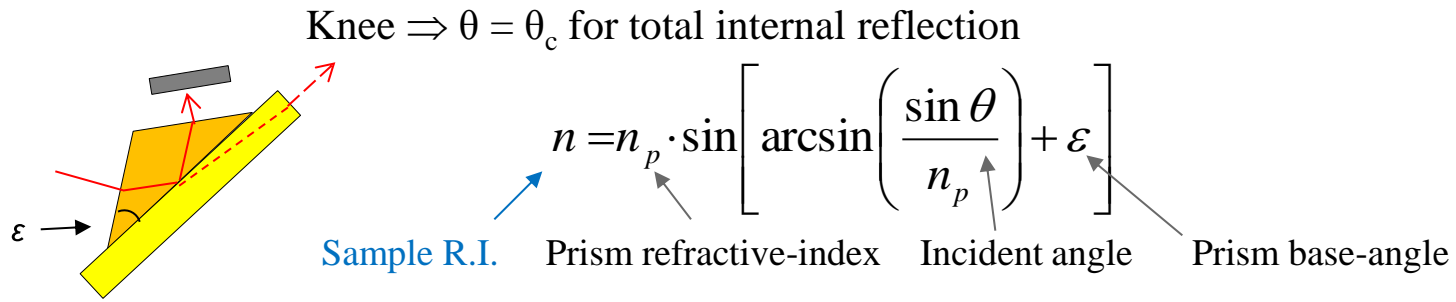 Knee ⇒ θ = θc for total internal reflection
n = np · sin[ arcsin( sin θ / np ) + ε ]
ε
Sample R.I. Prism refractive-index Incident angle Prism base-angle